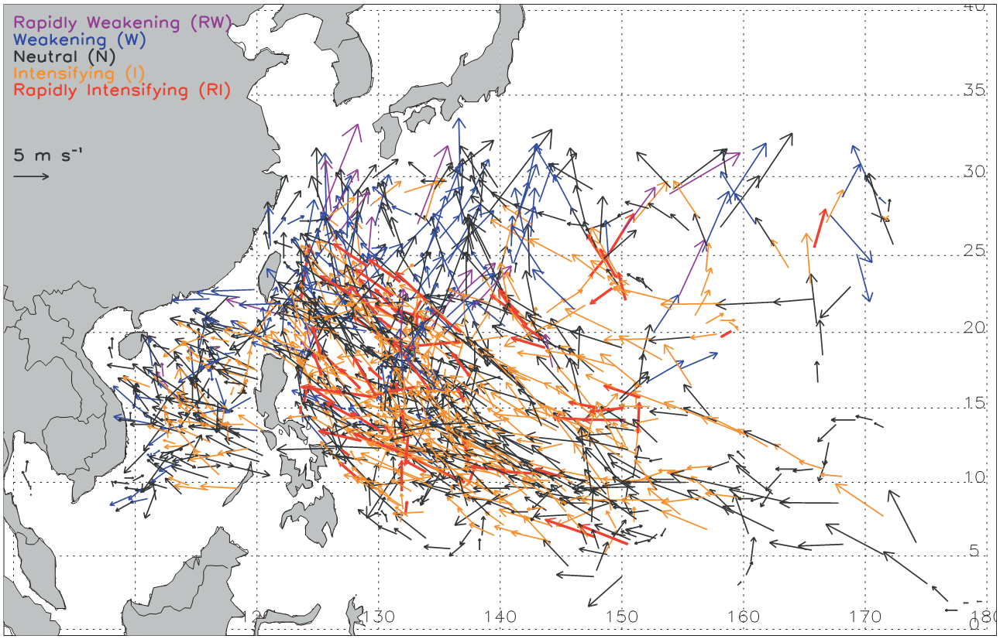 Rapidly Weakening (RW)
Weakening (W)
Neutral (N)
Intensifying (I)
Rapidly Intensifying (RI)
5 m s⁻¹
40
35
30
25
20
15
10
5
0
130 140 150 160 170